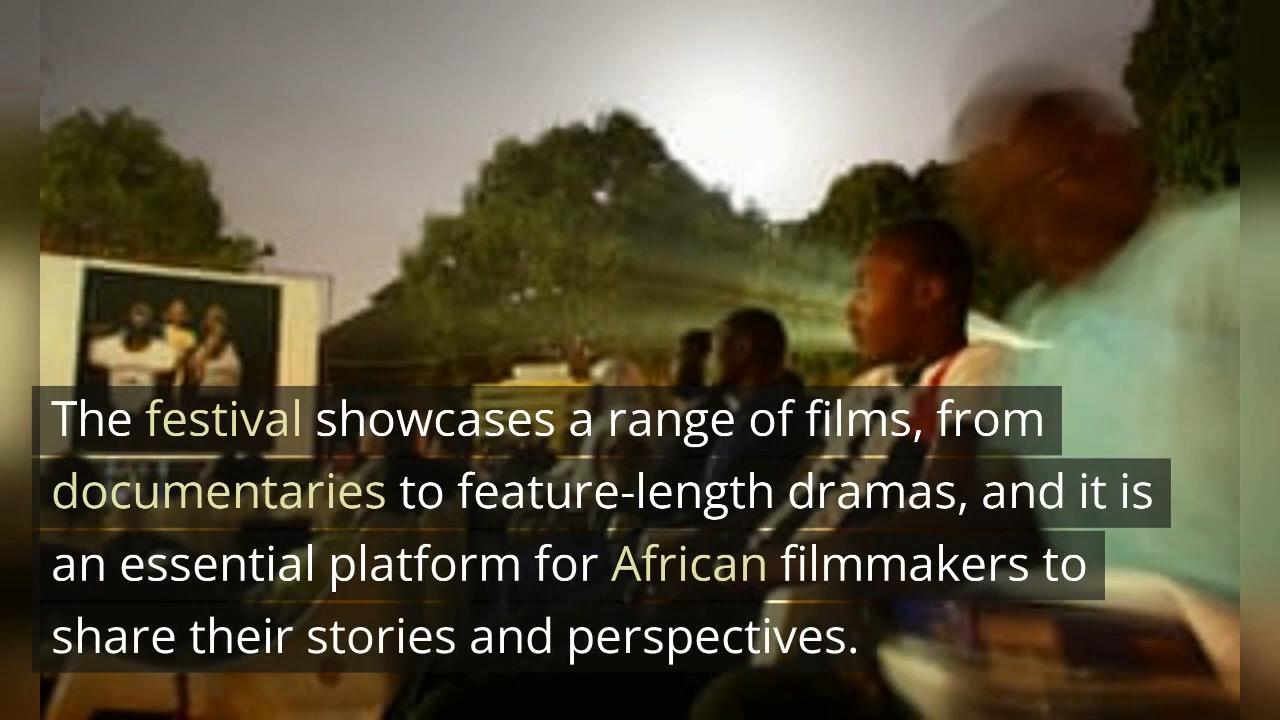 The festival showcases a range of films, from
documentaries to feature-length dramas, and it is
an essential platform for African filmmakers to
share their stories and perspectives.